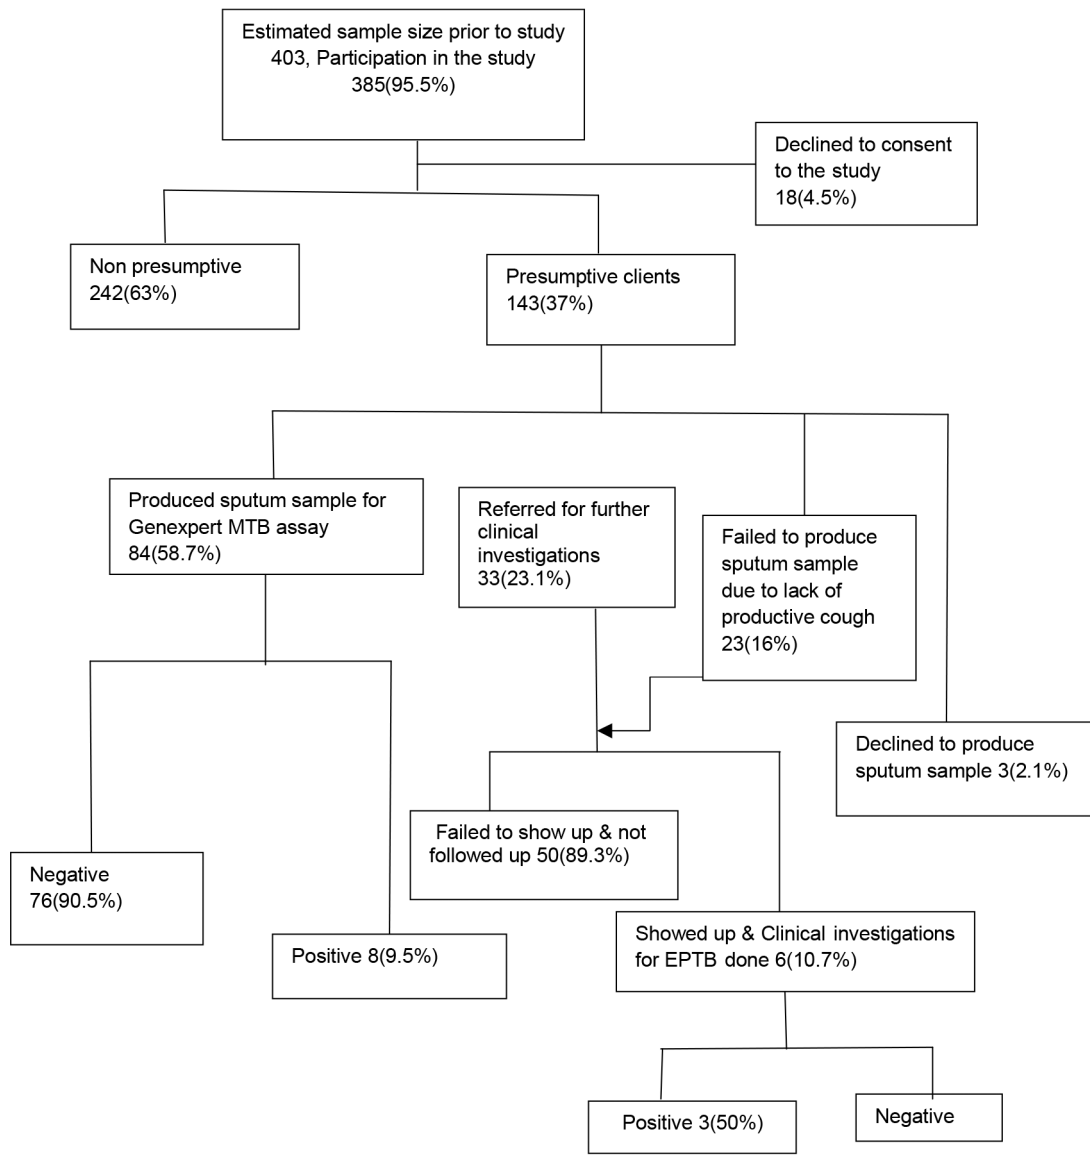 Estimated sample size prior to study
403, Participation in the study
385(95.5%)
Declined to consent
to the study
18(4.5%)
Non presumptive
242(63%)
Presumptive clients
143(37%)
Produced sputum sample for
Genexpert MTB assay
84(58.7%)
Referred for further
clinical
investigations
33(23.1%)
Failed to produce
sputum sample
due to lack of
productive cough
23(16%)
Declined to produce
sputum sample 3(2.1%)
Failed to show up & not
followed up 50(89.3%)
Negative
76(90.5%)
Positive 8(9.5%)
Showed up & Clinical investigations
for EPTB done 6(10.7%)
Positive 3(50%)
Negative